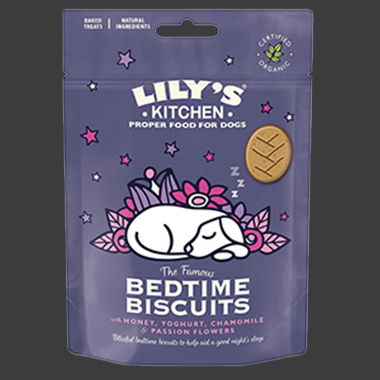 BAKED TREATS
NATURAL INGREDIENTS
CERTIFIED ORGANIC
LILY'S
KITCHEN
PROPER FOOD FOR DOGS
z z z
The Famous
BEDTIME
BISCUITS
with HONEY, YOGHURT, CHAMOMILE
& PASSION FLOWERS
Blissful bedtime biscuits to help aid a good night's sleep